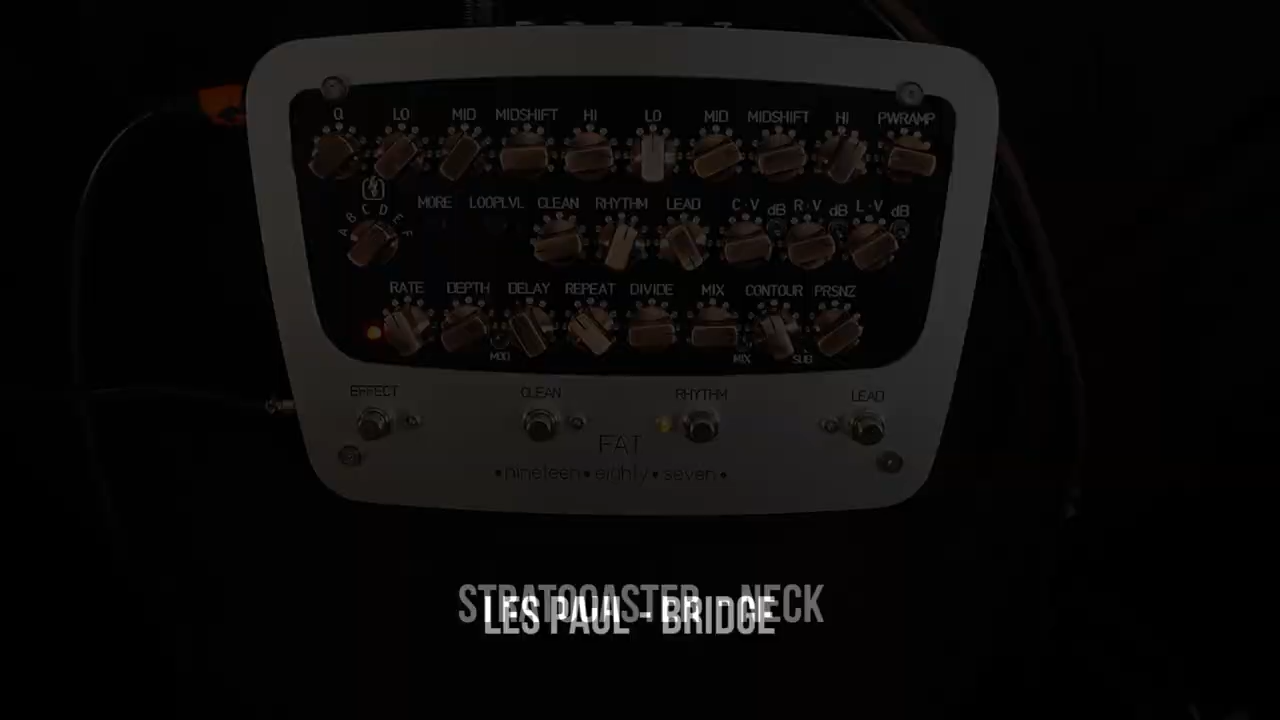 Q LO MID MIDSHIFT HI LO MID MIDSHIFT HI PWRAMP
A B C D E F MORE LOOPLVL CLEAN RHYTHM LEAD C·V dB R·V dB L·V dB
RATE DEPTH DELAY REPEAT DIVIDE MIX CONTOUR PRSNZ
MOD MIX SUB
EFFECT CLEAN RHYTHM LEAD
FAT
•nineteen•eighty•seven•
STRATOCASTER - NECK
LES PAUL - BRIDGE